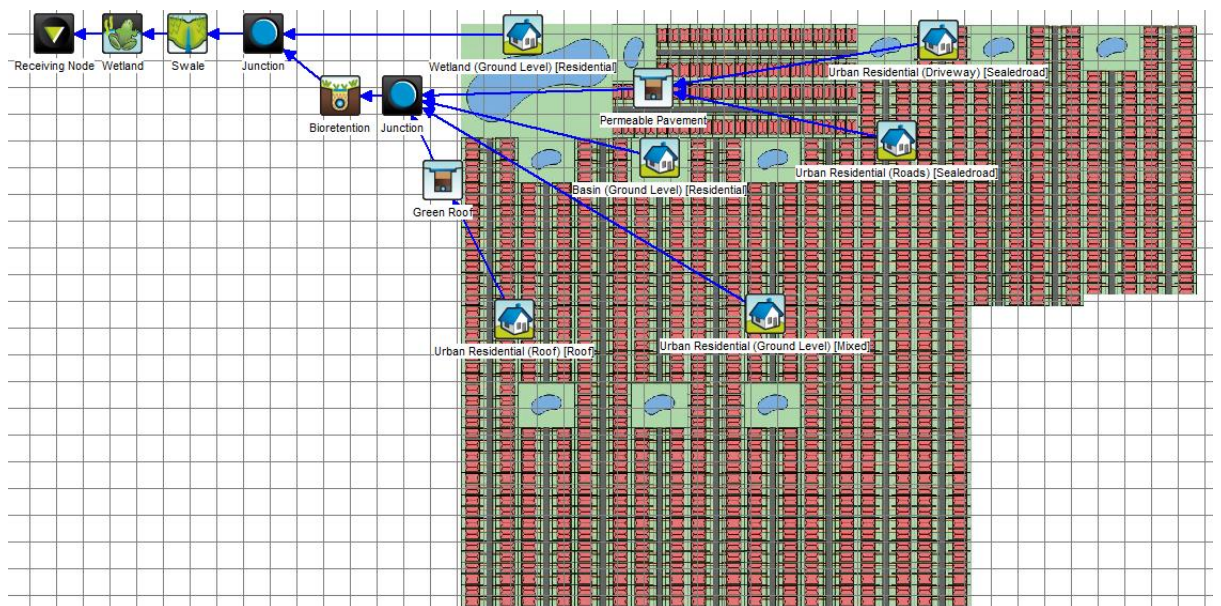 Receiving Node
Wetland
Swale
Junction
Wetland (Ground Level) [Residential]
Urban Residential (Driveway) [Sealedroad]
Bioretention
Junction
Permeable Pavement
Urban Residential (Roads) [Sealedroad]
Basin (Ground Level) [Residential]
Green Roof
Urban Residential (Roof) [Roof]
Urban Residential (Ground Level) [Mixed]